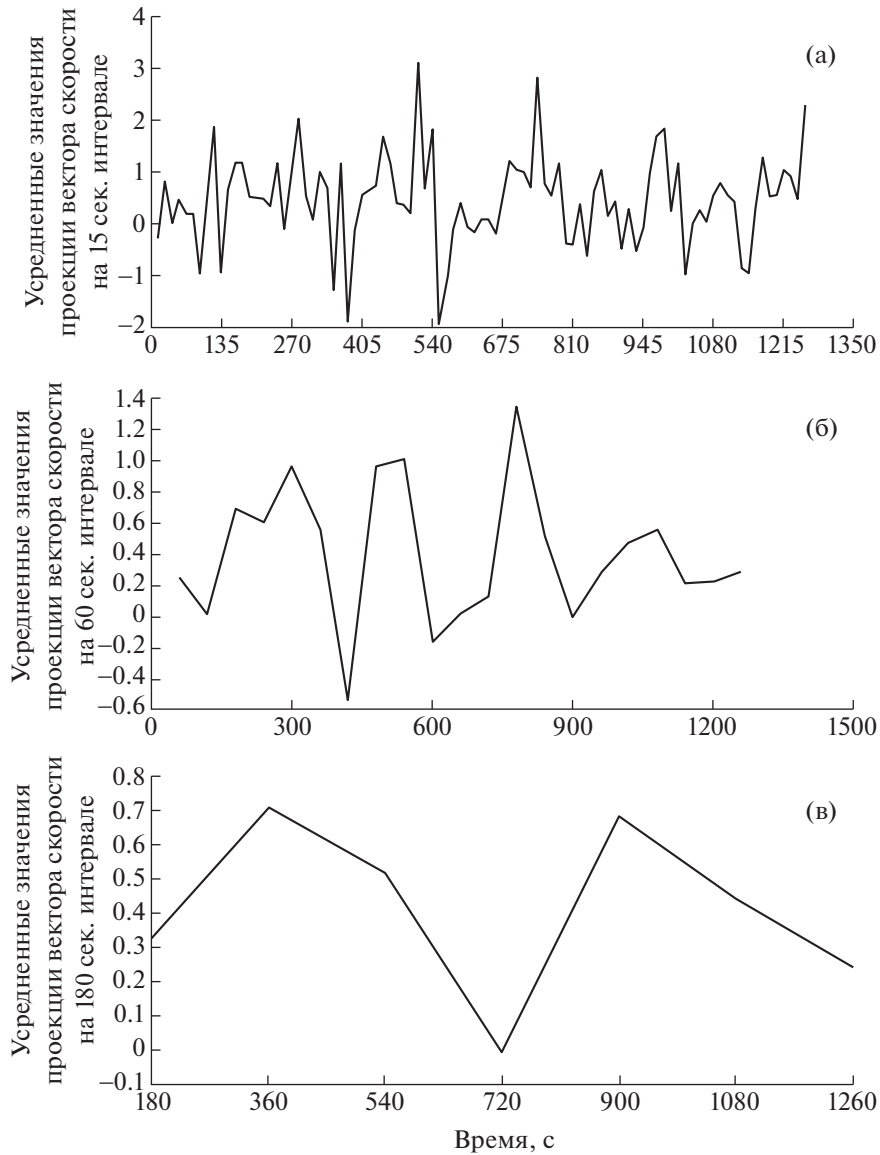 Усредненные значения
проекции вектора скорости
на 15 сек. интервале
(а)
4
3
2
1
0
–1
–2
0 135 270 405 540 675 810 945 1080 1215 1350
Усредненные значения
проекции вектора скорости
на 60 сек. интервале
(б)
1.4
1.2
1.0
0.8
0.6
0.4
0.2
0
–0.2
–0.4
–0.6
0 300 600 900 1200 1500
Усредненные значения
проекции вектора скорости
на 180 сек. интервале
(в)
0.8
0.7
0.6
0.5
0.4
0.3
0.2
0.1
0
–0.1
180 360 540 720 900 1080 1260
Время, с